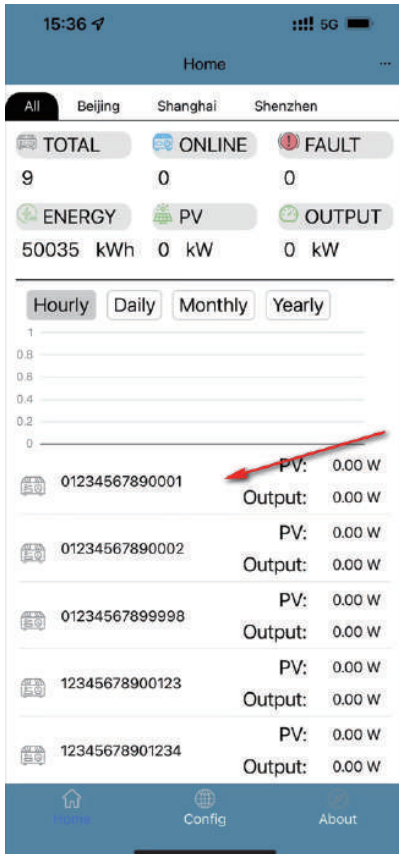 15:36 5G
Home ...
All Beijing Shanghai Shenzhen
TOTAL ONLINE FAULT
9 0 0
ENERGY PV OUTPUT
50035 kWh 0 kW 0 kW
Hourly Daily Monthly Yearly
1
0.8
0.6
0.4
0.2
0
PV: 0.00 W
01234567890001
Output: 0.00 W
PV: 0.00 W
01234567890002
Output: 0.00 W
PV: 0.00 W
01234567899998
Output: 0.00 W
PV: 0.00 W
12345678900123
Output: 0.00 W
PV: 0.00 W
12345678901234
Output: 0.00 W
Home Config About